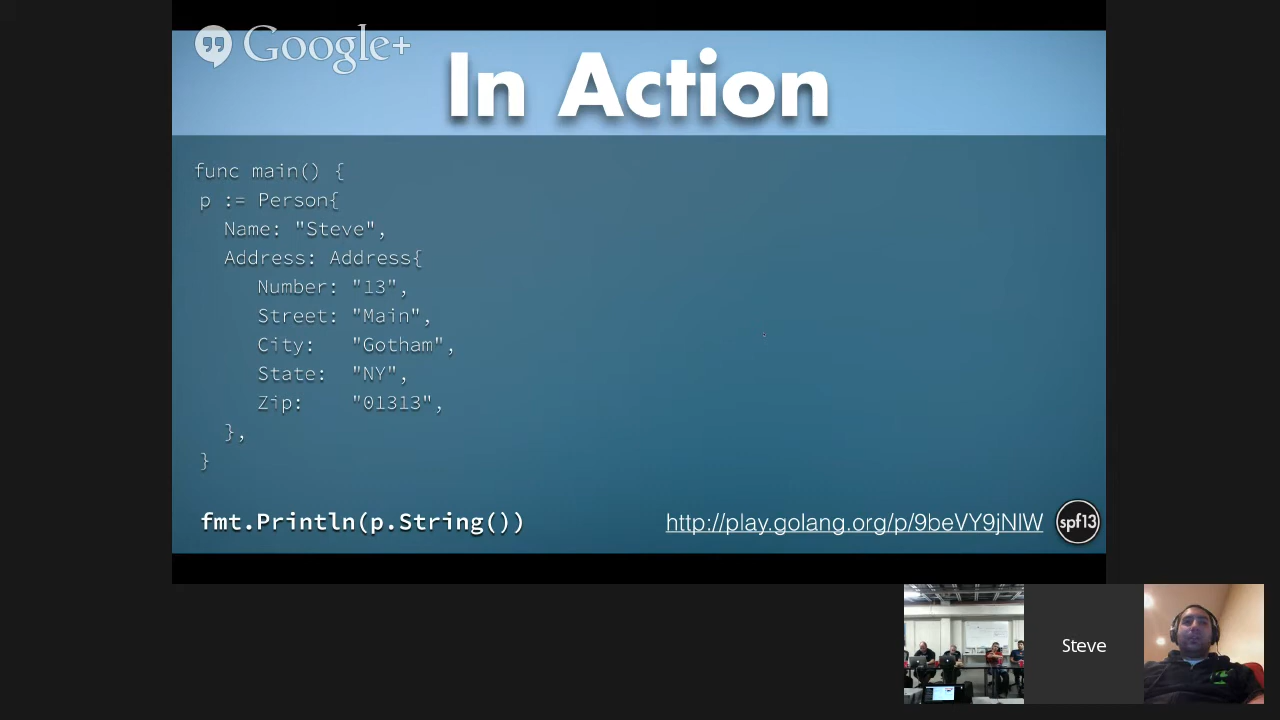 Google+
In Action
func main() {
p := Person{
Name: "Steve",
Address: Address{
Number: "13",
Street: "Main",
City: "Gotham",
State: "NY",
Zip: "01313",
},
}
fmt.Println(p.String())
http://play.golang.org/p/9beVY9jNlW
spf13
Steve